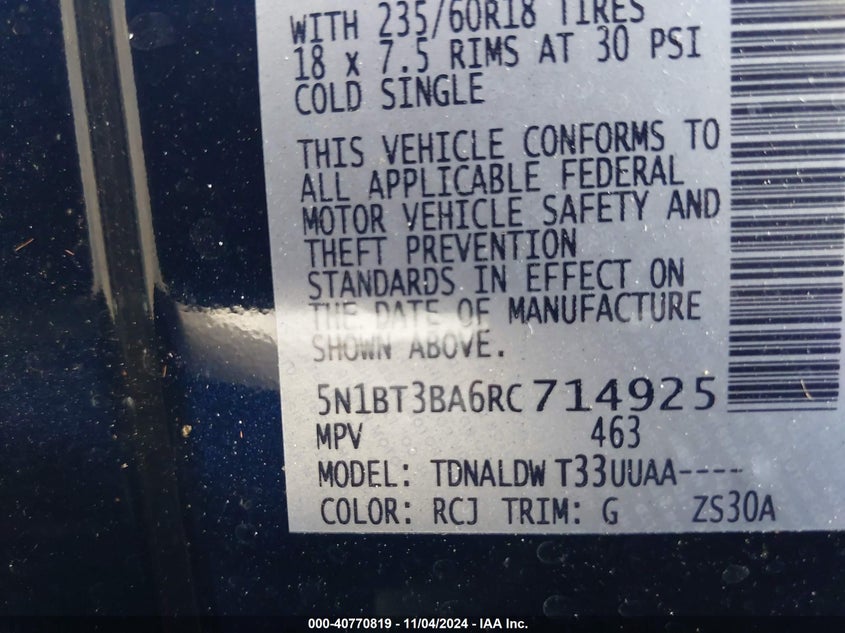 WITH 235/60R18 TIRES
18 x 7.5 RIMS AT 30 PSI
COLD SINGLE
THIS VEHICLE CONFORMS TO
ALL APPLICABLE FEDERAL
MOTOR VEHICLE SAFETY AND
THEFT PREVENTION
STANDARDS IN EFFECT ON
THE DATE OF MANUFACTURE
SHOWN ABOVE.
5N1BT3BA6RC714925
MPV 463
MODEL: TDNALDW T33UUAA----
COLOR: RCJ TRIM: G ZS30A
000-40770819 - 11/04/2024 - IAA Inc.